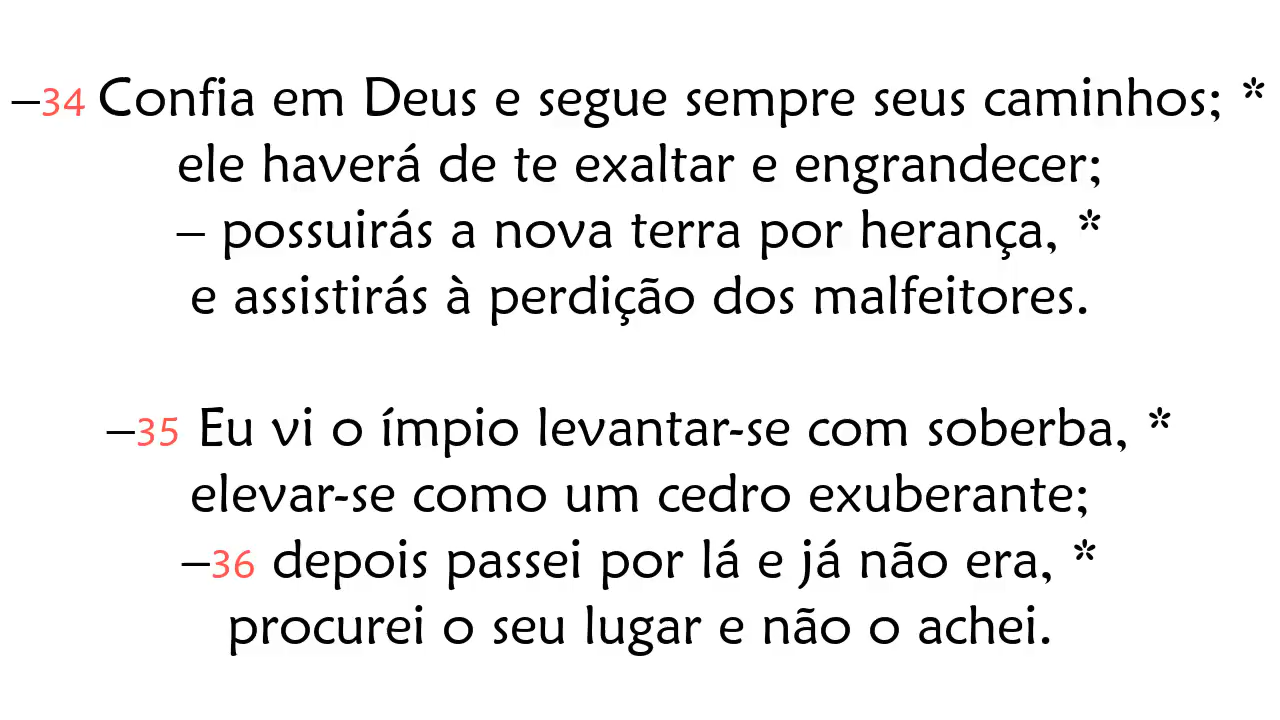 –34 Confia em Deus e segue sempre seus caminhos; *
ele haverá de te exaltar e engrandecer;
– possuirás a nova terra por herança, *
e assistirás à perdição dos malfeitores.
–35 Eu vi o ímpio levantar-se com soberba, *
elevar-se como um cedro exuberante;
–36 depois passei por lá e já não era, *
procurei o seu lugar e não o achei.